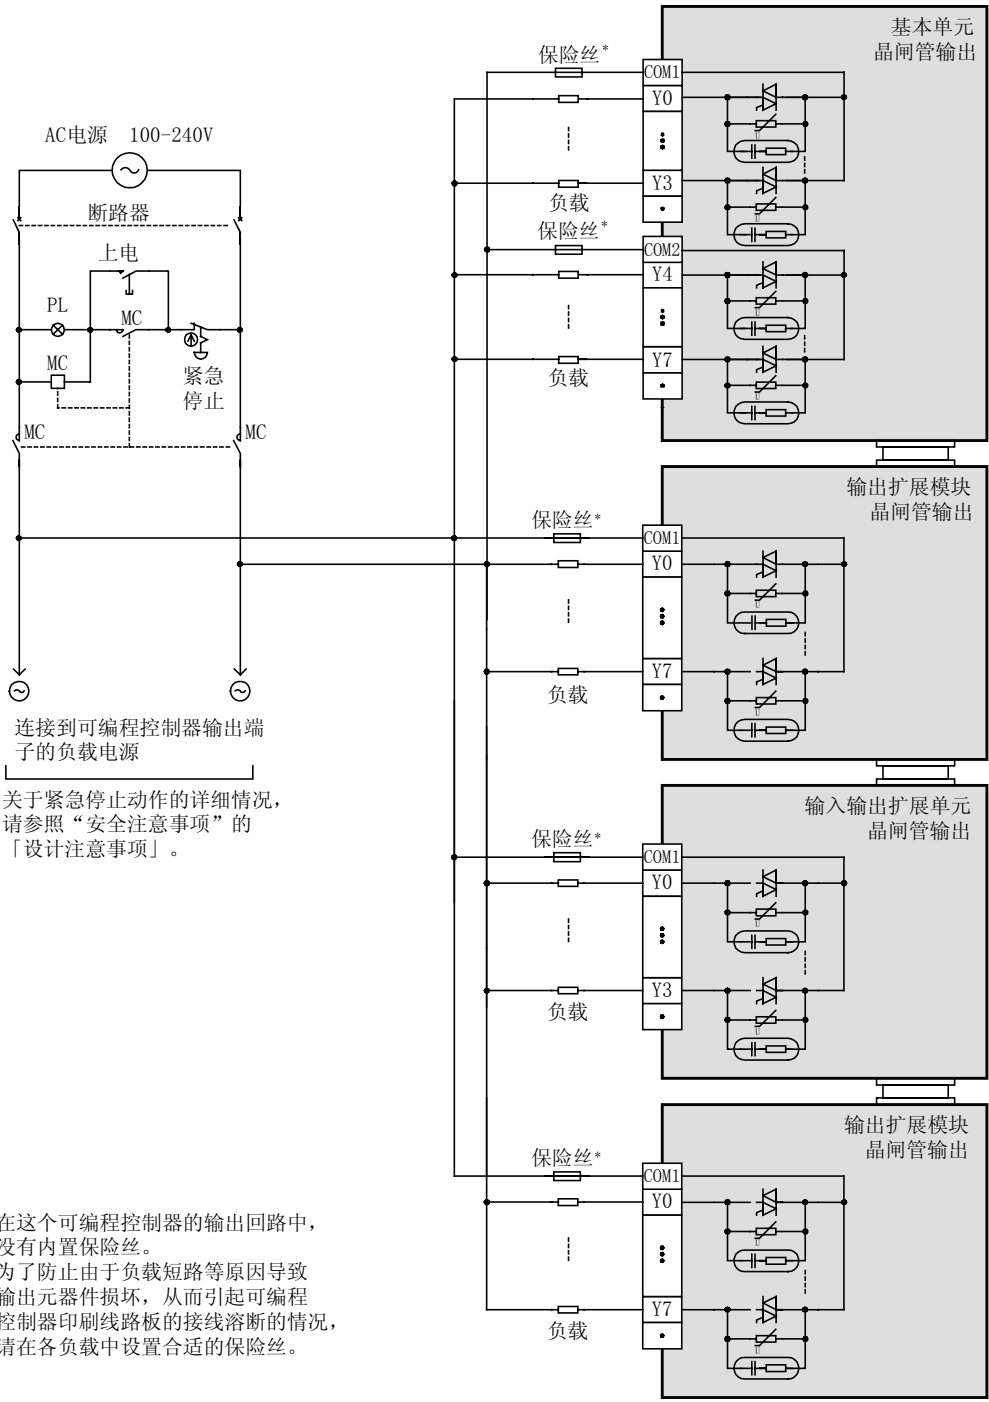 AC电源 100-240V
断路器
上电
PL
MC
MC
紧急
停止
MC
MC
连接到可编程控制器输出端
子的负载电源
关于紧急停止动作的详细情况，
请参照“安全注意事项”的
「设计注意事项」。
在这个可编程控制器的输出回路中，
没有内置保险丝。
为了防止由于负载短路等原因导致
输出元器件损坏，从而引起可编程
控制器印刷线路板的接线溶断的情况，
请在各负载中设置合适的保险丝。
基本单元
晶闸管输出
保险丝*
COM1
Y0
Y3
负载
保险丝*
COM2
Y4
Y7
负载
输出扩展模块
晶闸管输出
保险丝*
COM1
Y0
Y7
负载
输入输出扩展单元
晶闸管输出
保险丝*
COM1
Y0
Y3
负载
输出扩展模块
晶闸管输出
保险丝*
COM1
Y0
Y7
负载